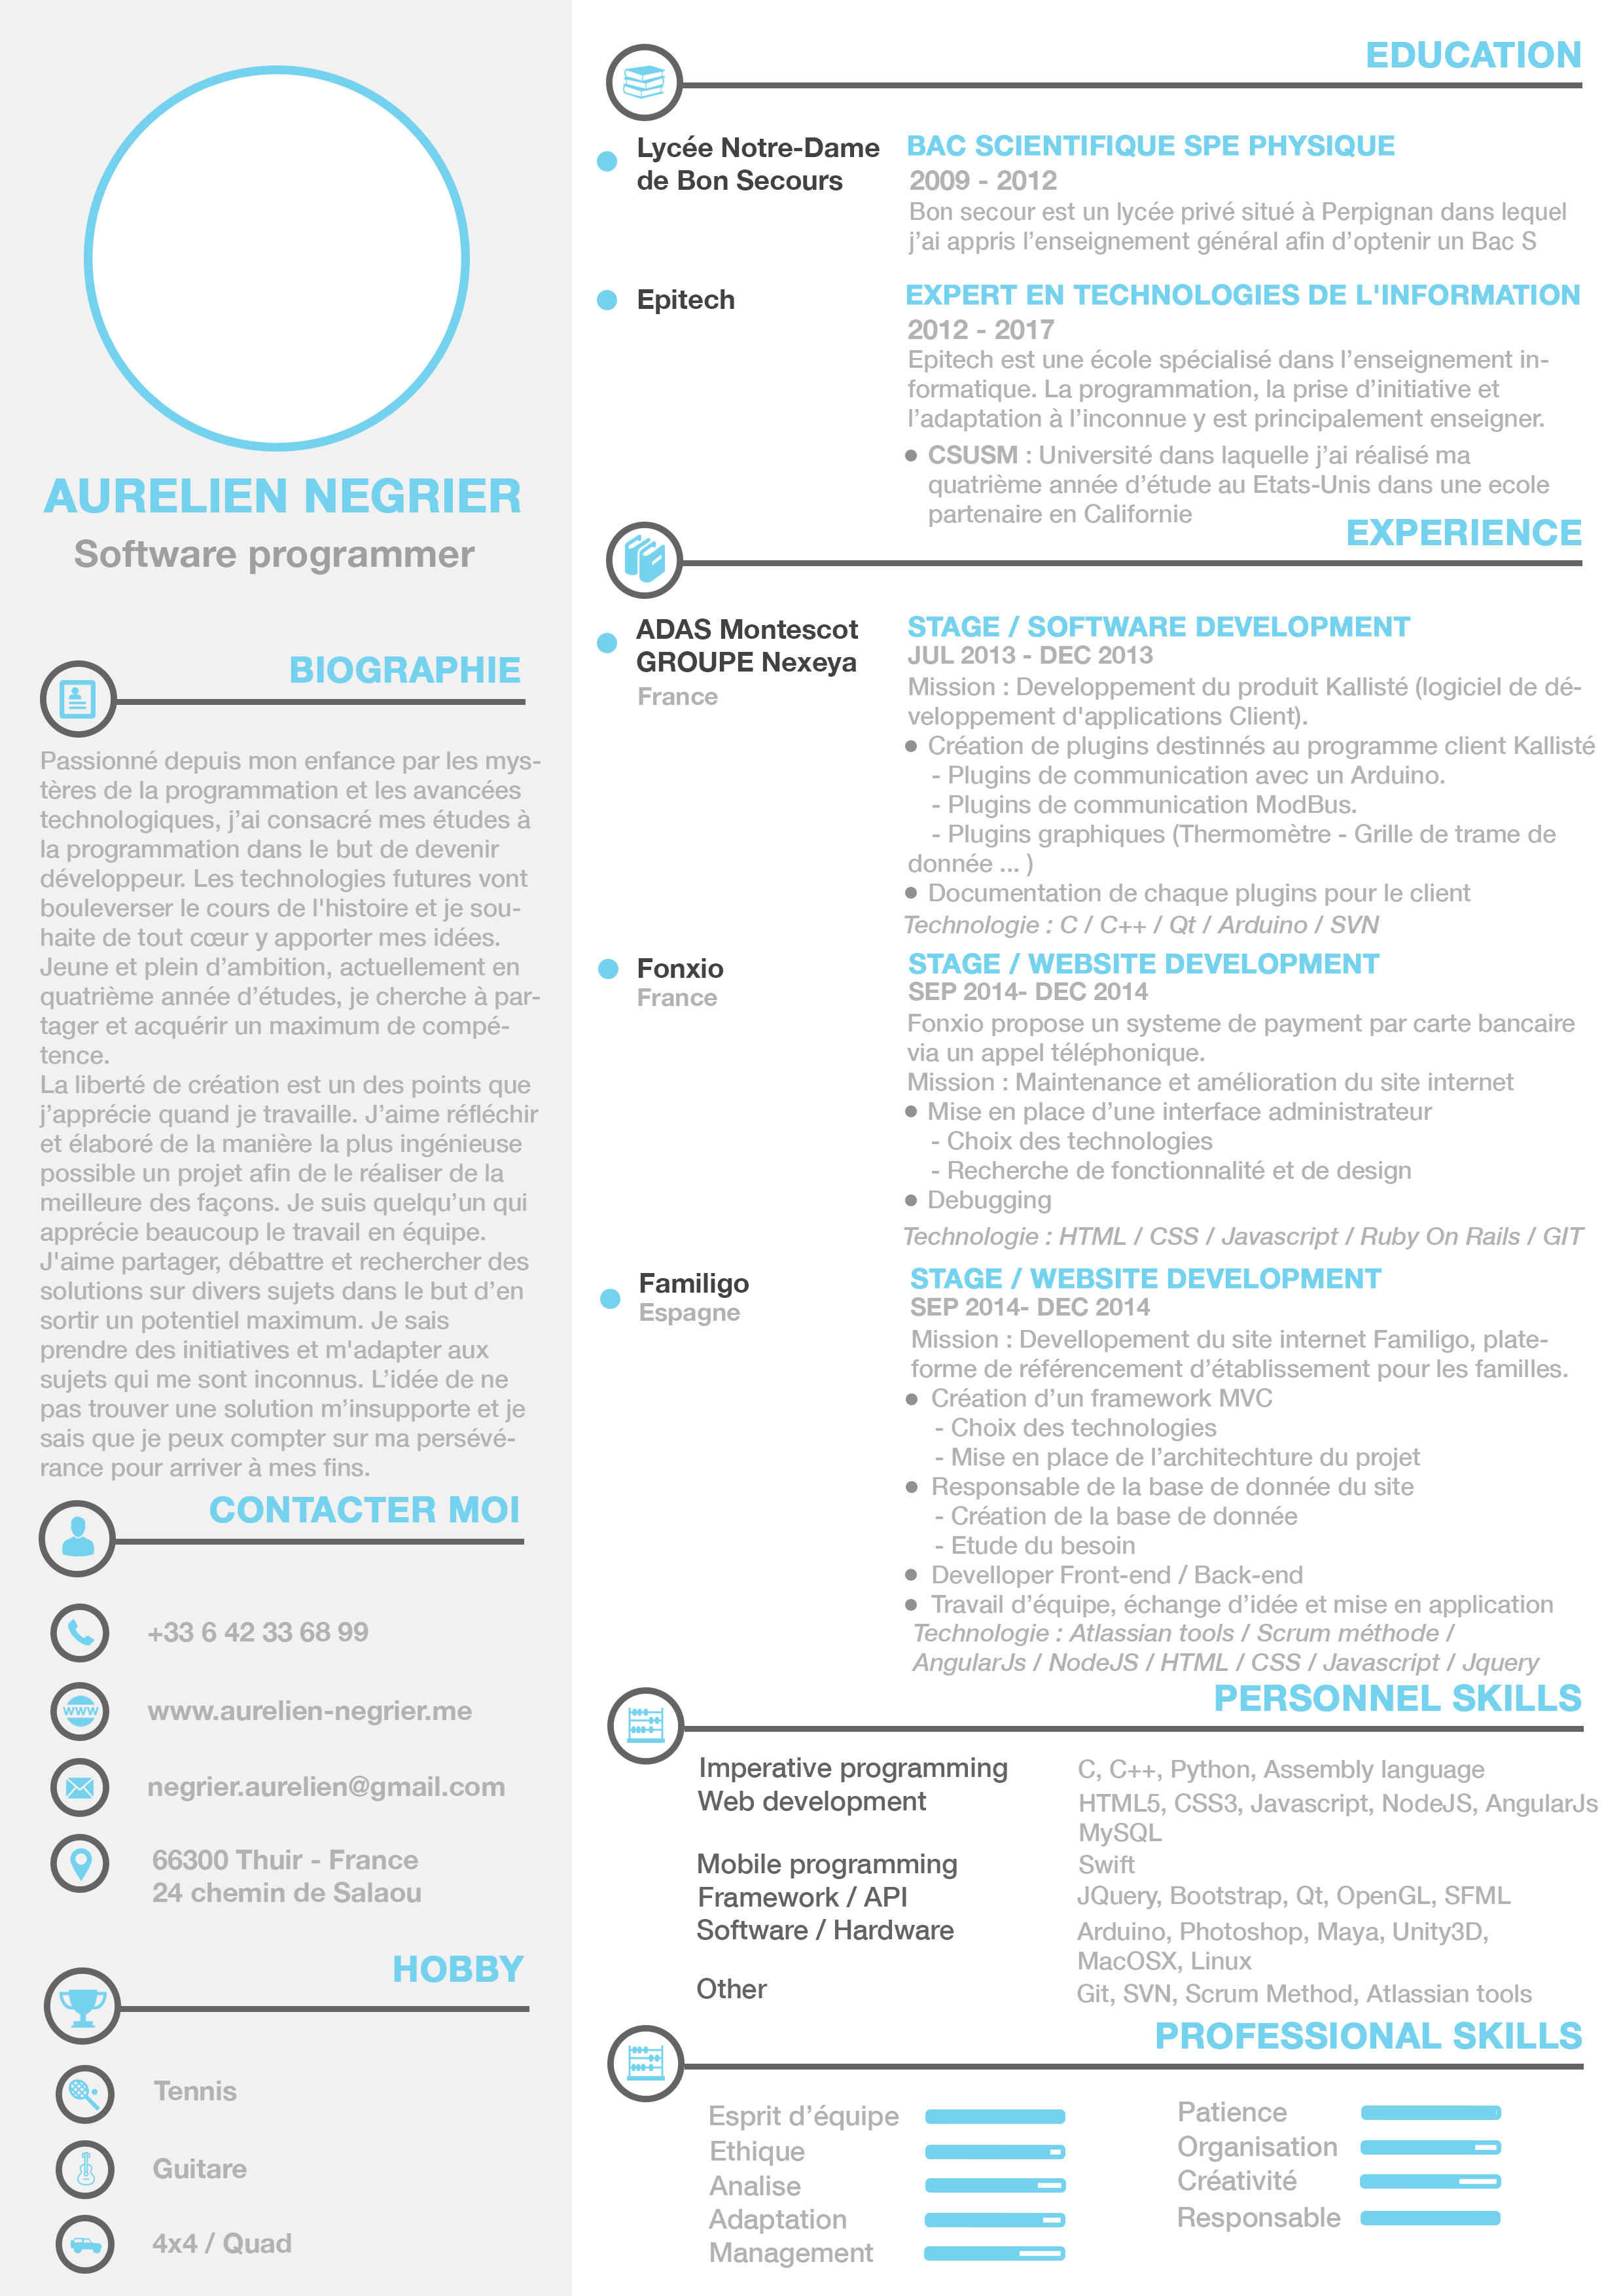 AURELIEN NEGRIER
Software programmer
BIOGRAPHIE
Passionné depuis mon enfance par les mys-
tères de la programmation et les avancées
technologiques, j’ai consacré mes études à
la programmation dans le but de devenir
développeur. Les technologies futures vont
bouleverser le cours de l'histoire et je sou-
haite de tout cœur y apporter mes idées.
Jeune et plein d’ambition, actuellement en
quatrième année d’études, je cherche à par-
tager et acquérir un maximum de compé-
tence.
La liberté de création est un des points que
j’apprécie quand je travaille. J’aime réfléchir
et élaboré de la manière la plus ingénieuse
possible un projet afin de le réaliser de la
meilleure des façons. Je suis quelqu’un qui
apprécie beaucoup le travail en équipe.
J'aime partager, débattre et rechercher des
solutions sur divers sujets dans le but d’en
sortir un potentiel maximum. Je sais
prendre des initiatives et m'adapter aux
sujets qui me sont inconnus. L’idée de ne
pas trouver une solution m’insupporte et je
sais que je peux compter sur ma persévé-
rance pour arriver à mes fins.
CONTACTER MOI
+33 6 42 33 68 99
WWW
www.aurelien-negrier.me
negrier.aurelien@gmail.com
66300 Thuir - France
24 chemin de Salaou
HOBBY
Tennis
Guitare
4x4 / Quad
EDUCATION
Lycée Notre-Dame
de Bon Secours
BAC SCIENTIFIQUE SPE PHYSIQUE
2009 - 2012
Bon secour est un lycée privé situé à Perpignan dans lequel
j’ai appris l’enseignement général afin d’optenir un Bac S
Epitech
EXPERT EN TECHNOLOGIES DE L'INFORMATION
2012 - 2017
Epitech est une école spécialisé dans l’enseignement in-
formatique. La programmation, la prise d’initiative et
l’adaptation à l’inconnue y est principalement enseigner.
● CSUSM : Université dans laquelle j’ai réalisé ma
quatrième année d’étude au Etats-Unis dans une ecole
partenaire en Californie
EXPERIENCE
ADAS Montescot
GROUPE Nexeya
France
STAGE / SOFTWARE DEVELOPMENT
JUL 2013 - DEC 2013
Mission : Developpement du produit Kallisté (logiciel de dé-
veloppement d'applications Client).
● Création de plugins destinnés au programme client Kallisté
- Plugins de communication avec un Arduino.
- Plugins de communication ModBus.
- Plugins graphiques (Thermomètre - Grille de trame de
donnée ... )
● Documentation de chaque plugins pour le client
Technologie : C / C++ / Qt / Arduino / SVN
Fonxio
France
STAGE / WEBSITE DEVELOPMENT
SEP 2014- DEC 2014
Fonxio propose un systeme de payment par carte bancaire
via un appel téléphonique.
Mission : Maintenance et amélioration du site internet
● Mise en place d’une interface administrateur
- Choix des technologies
- Recherche de fonctionnalité et de design
● Debugging
Technologie : HTML / CSS / Javascript / Ruby On Rails / GIT
Familigo
Espagne
STAGE / WEBSITE DEVELOPMENT
SEP 2014- DEC 2014
Mission : Devellopement du site internet Familigo, plate-
forme de référencement d’établissement pour les familles.
● Création d’un framework MVC
- Choix des technologies
- Mise en place de l’architechture du projet
● Responsable de la base de donnée du site
- Création de la base de donnée
- Etude du besoin
● Develloper Front-end / Back-end
● Travail d’équipe, échange d’idée et mise en application
Technologie : Atlassian tools / Scrum méthode /
AngularJs / NodeJS / HTML / CSS / Javascript / Jquery
PERSONNEL SKILLS
Imperative programming C, C++, Python, Assembly language
Web development HTML5, CSS3, Javascript, NodeJS, AngularJs
MySQL
Mobile programming Swift
Framework / API JQuery, Bootstrap, Qt, OpenGL, SFML
Software / Hardware Arduino, Photoshop, Maya, Unity3D,
MacOSX, Linux
Other Git, SVN, Scrum Method, Atlassian tools
PROFESSIONAL SKILLS
Esprit d’équipe
Ethique
Analise
Adaptation
Management
Patience
Organisation
Créativité
Responsable